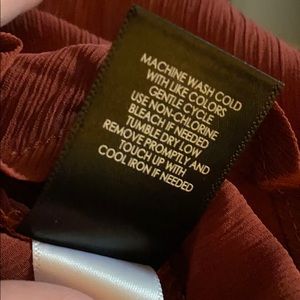 MACHINE WASH COLD
WITH LIKE COLORS
GENTLE CYCLE
USE NON-CHLORINE
BLEACH IF NEEDED
TUMBLE DRY LOW
REMOVE PROMPTLY AND
TOUCH UP WITH
COOL IRON IF NEEDED